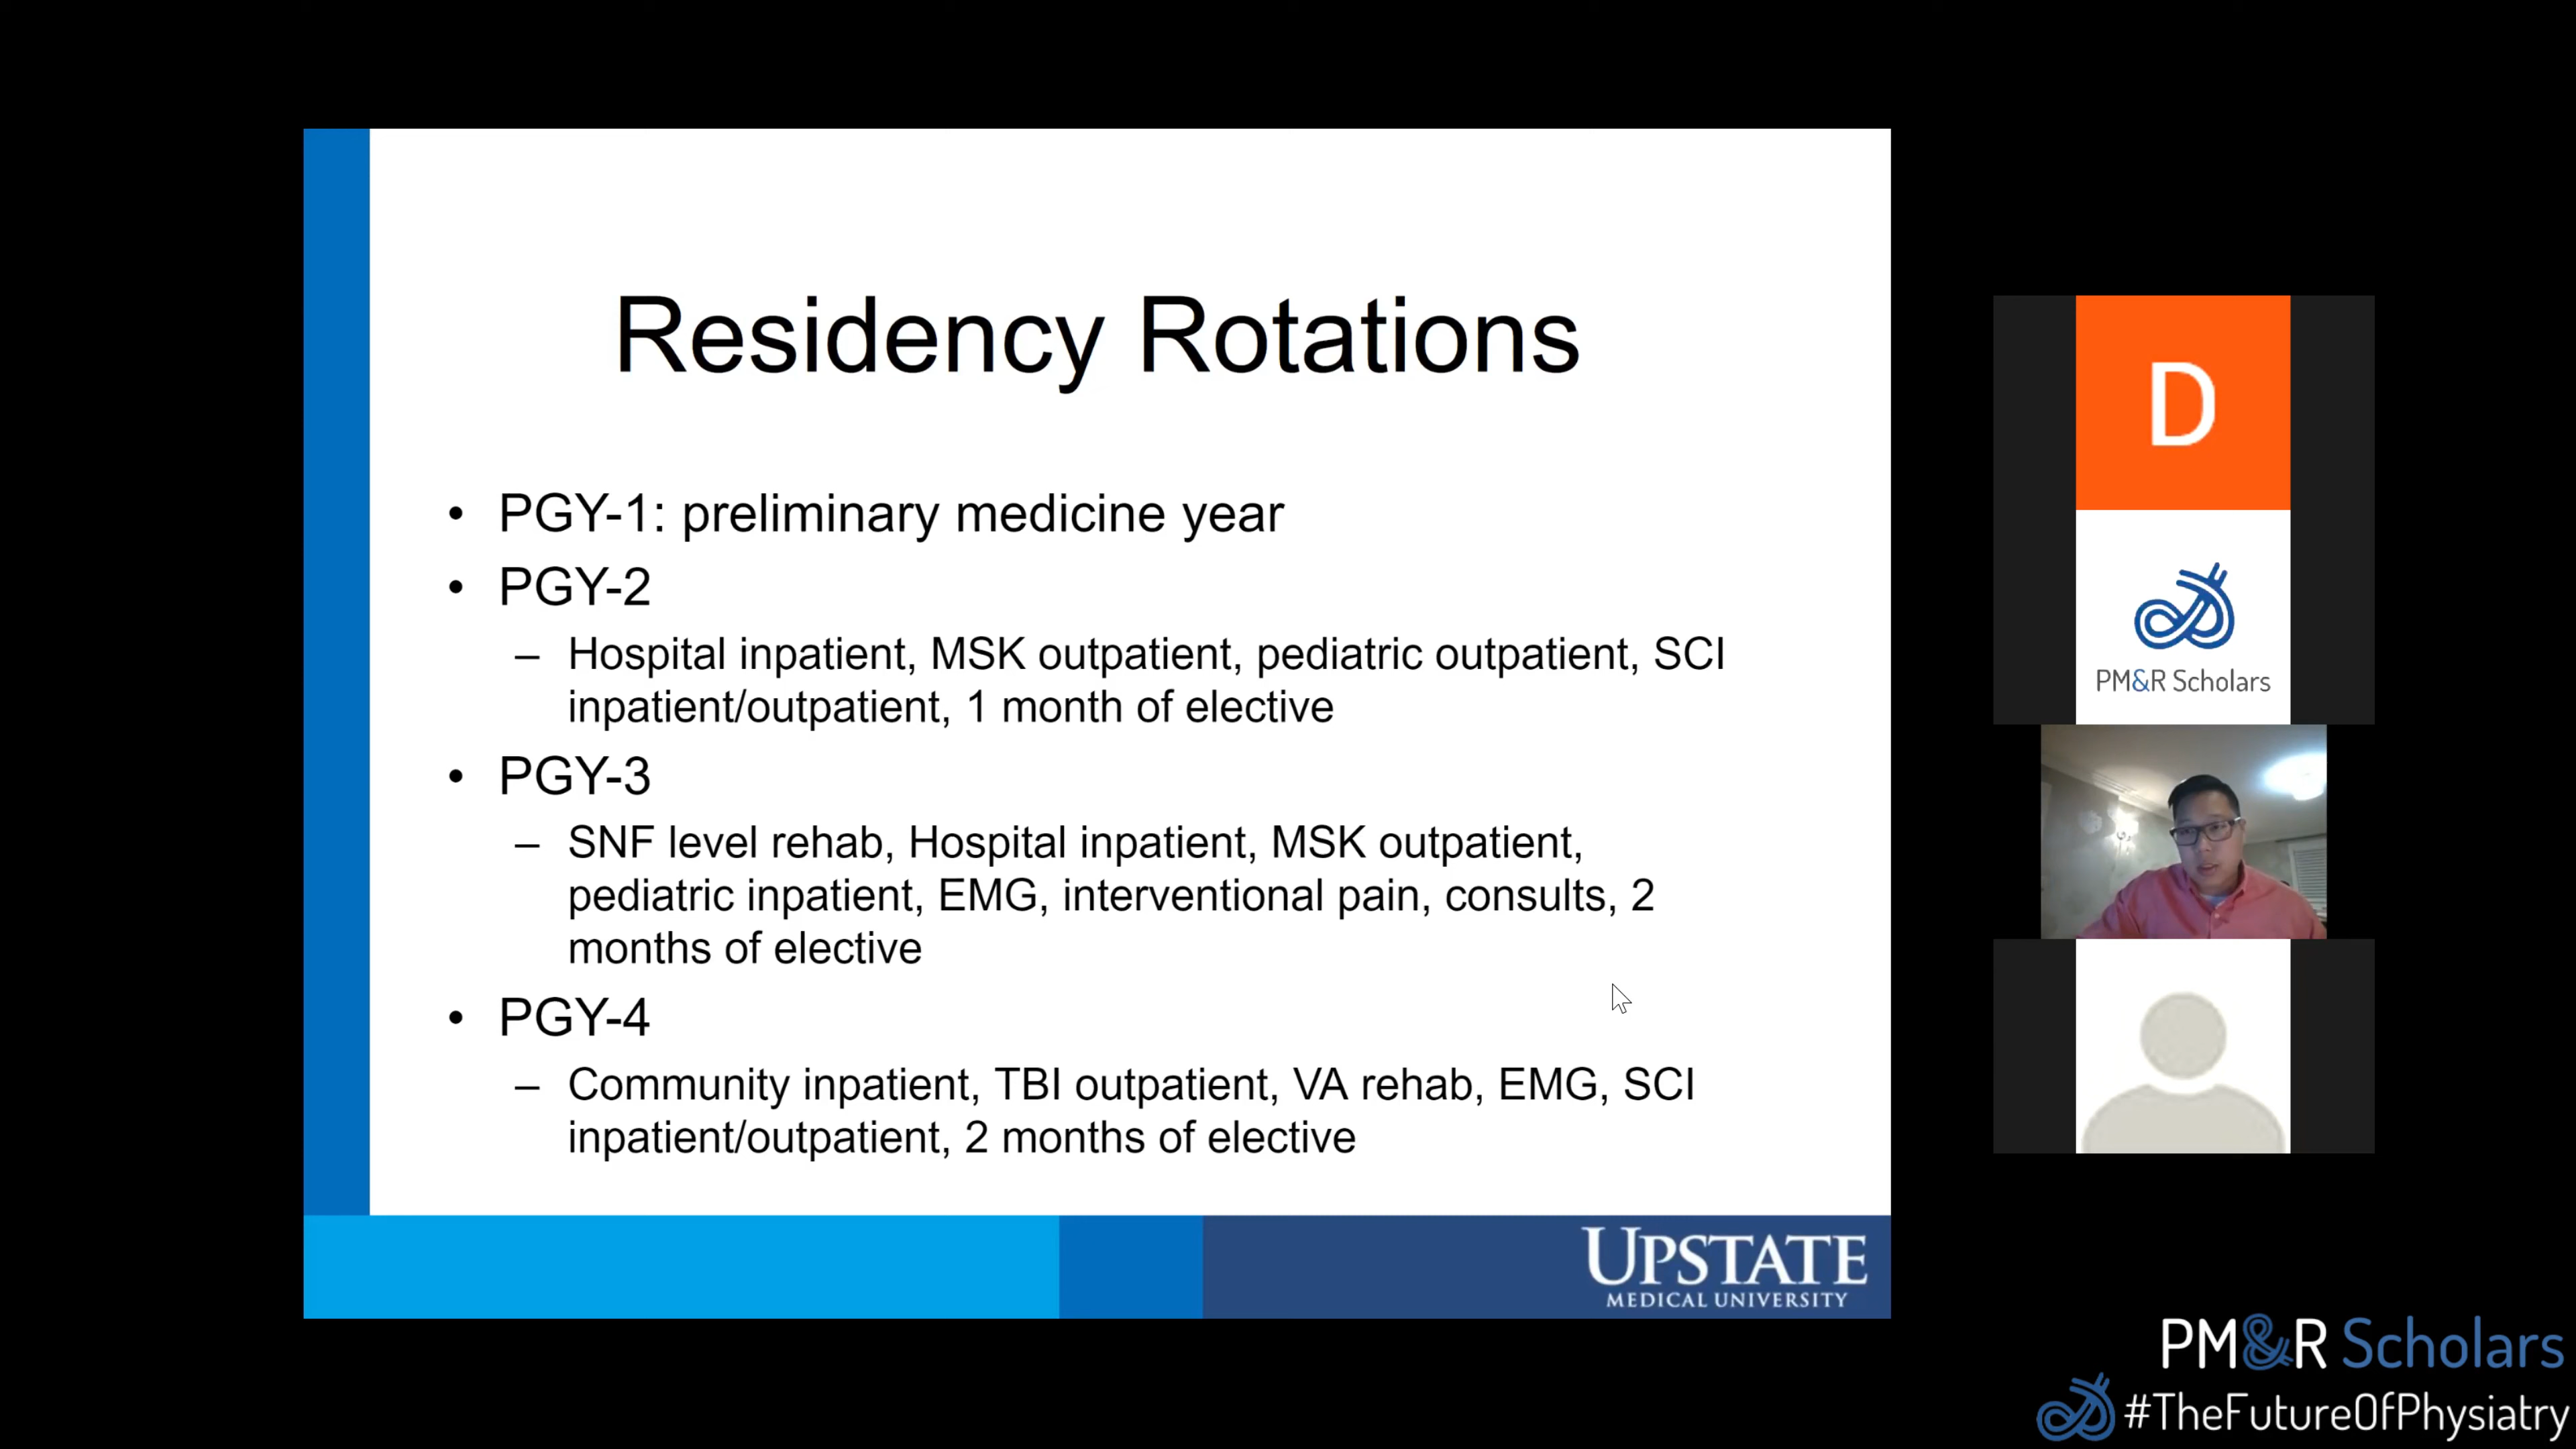 Residency Rotations
• PGY-1: preliminary medicine year
• PGY-2
– Hospital inpatient, MSK outpatient, pediatric outpatient, SCI
inpatient/outpatient, 1 month of elective
• PGY-3
– SNF level rehab, Hospital inpatient, MSK outpatient,
pediatric inpatient, EMG, interventional pain, consults, 2
months of elective
• PGY-4
– Community inpatient, TBI outpatient, VA rehab, EMG, SCI
inpatient/outpatient, 2 months of elective
UPSTATE
MEDICAL UNIVERSITY
D
PM&R Scholars
PM&R Scholars
#TheFutureOfPhysiatry